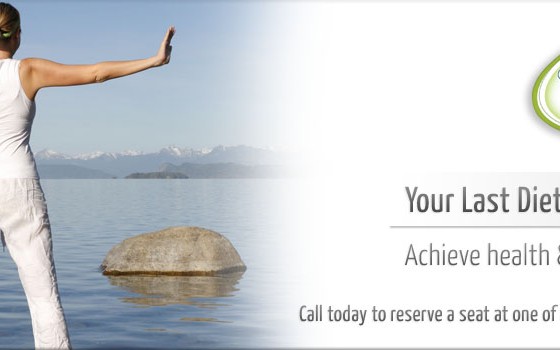 Your Last Diet
Achieve health &
Call today to reserve a seat at one of